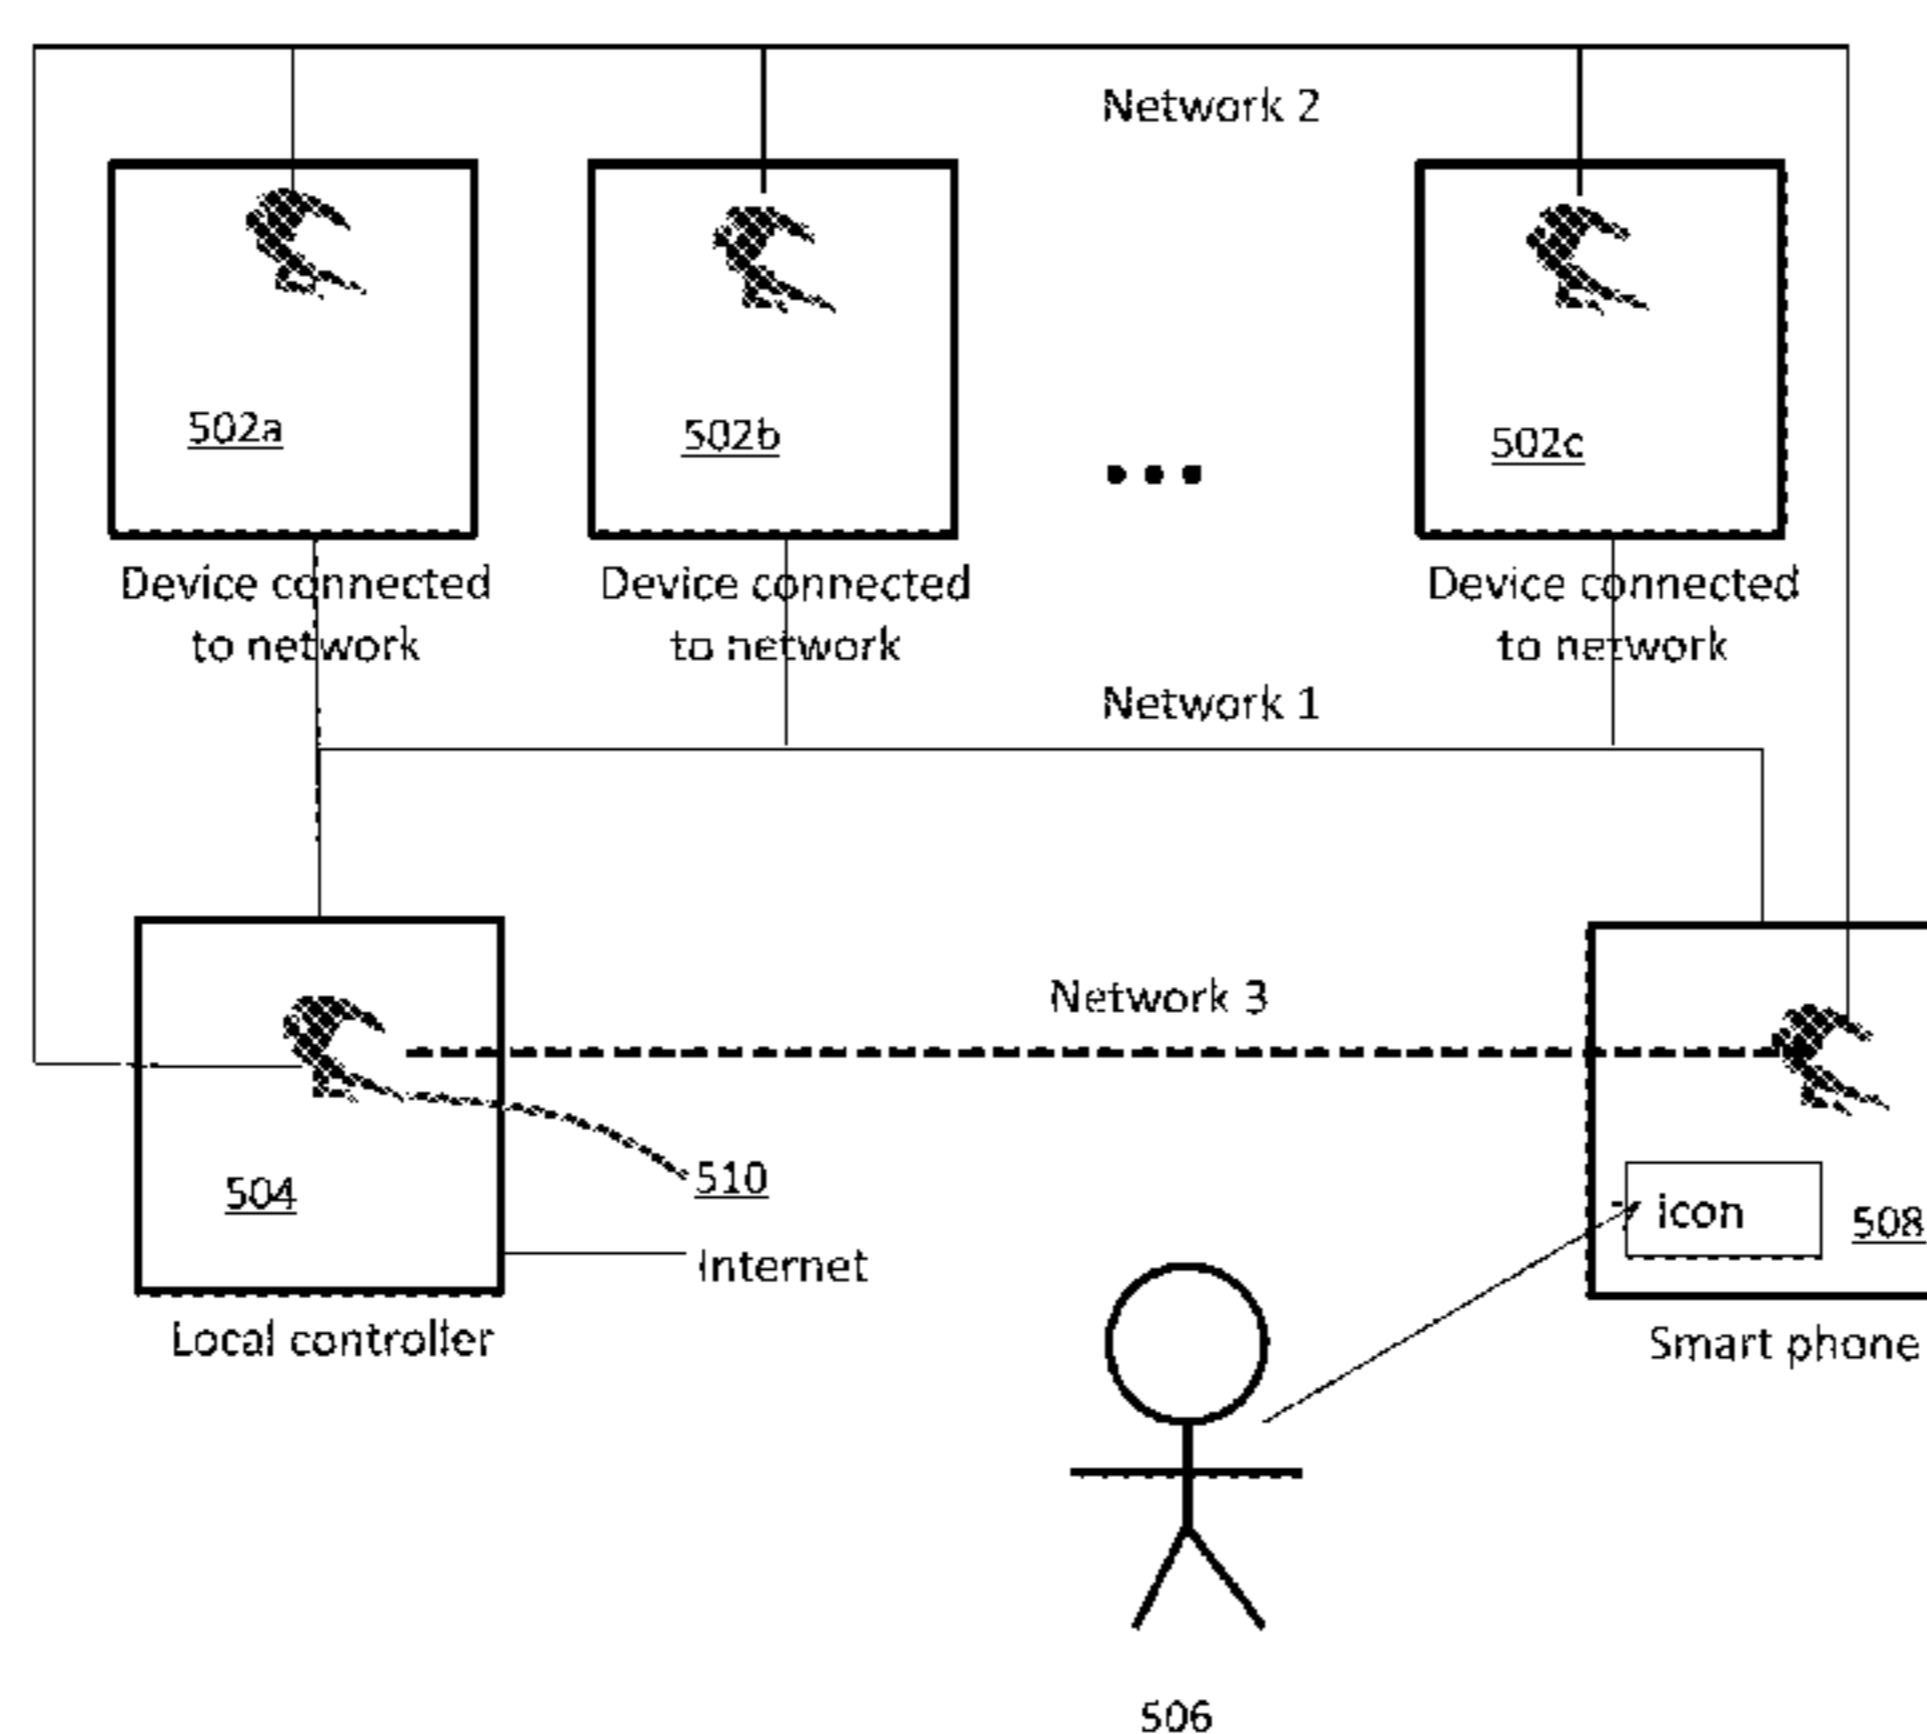 Network 2
502a
502b
502c
Device connected
to network
Device connected
to network
Device connected
to network
Network 1
Network 3
504
510
Internet
icon
508
Local controller
Smart phone
506